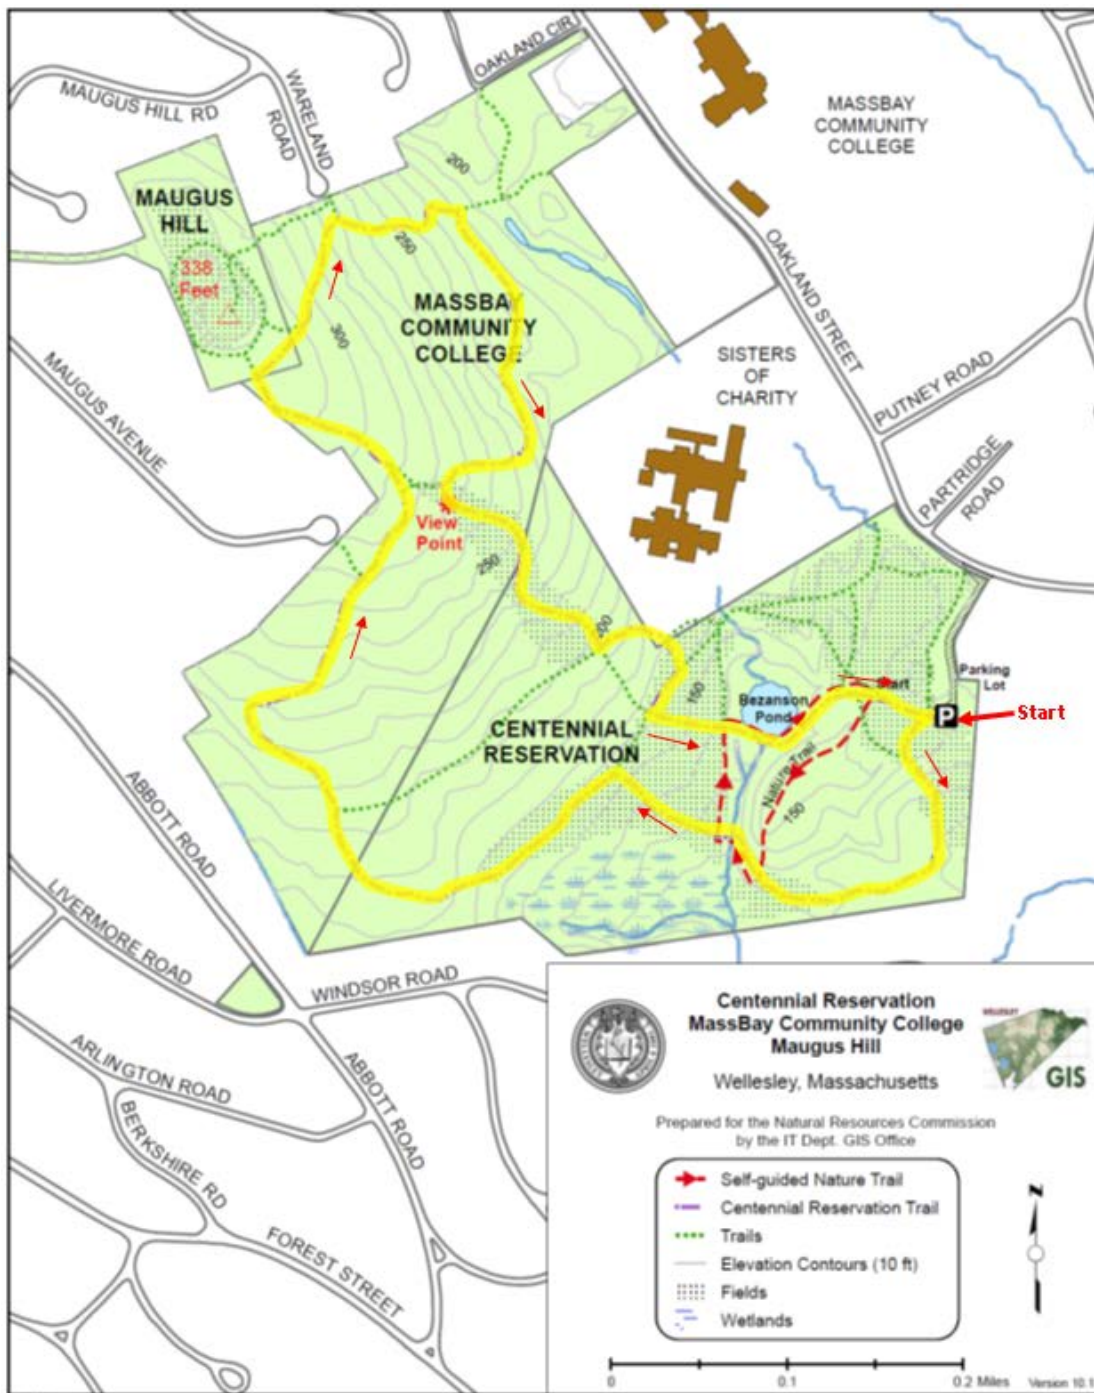 OAKLAND CIR
MAUGUS HILL RD
WARELAND
ROAD
MASSBAY
COMMUNITY
COLLEGE
200
MAUGUS
HILL
338
Feet
250
OAKLAND STREET
MASSBAY
COMMUNITY
COLLEGE
300
SISTERS
OF
CHARITY
PUTNEY ROAD
MAUGUS AVENUE
PARTRIDGE
ROAD
View
Point
250
200
Parking
Lot
150
Start
Bezanson
Pond
P
Start
CENTENNIAL
RESERVATION
Nature Trail
150
ABBOTT ROAD
LIVERMORE ROAD
WINDSOR ROAD
ARLINGTON ROAD
ABBOTT ROAD
BERKSHIRE RD
FOREST STREET
Centennial Reservation
MassBay Community College
Maugus Hill
WELLESLEY
GIS
Wellesley, Massachusetts
Prepared for the Natural Resources Commission
by the IT Dept. GIS Office
Self-guided Nature Trail
Centennial Reservation Trail
Trails
Elevation Contours (10 ft)
Fields
Wetlands
N
0
0.1
0.2 Miles
Version 10.1